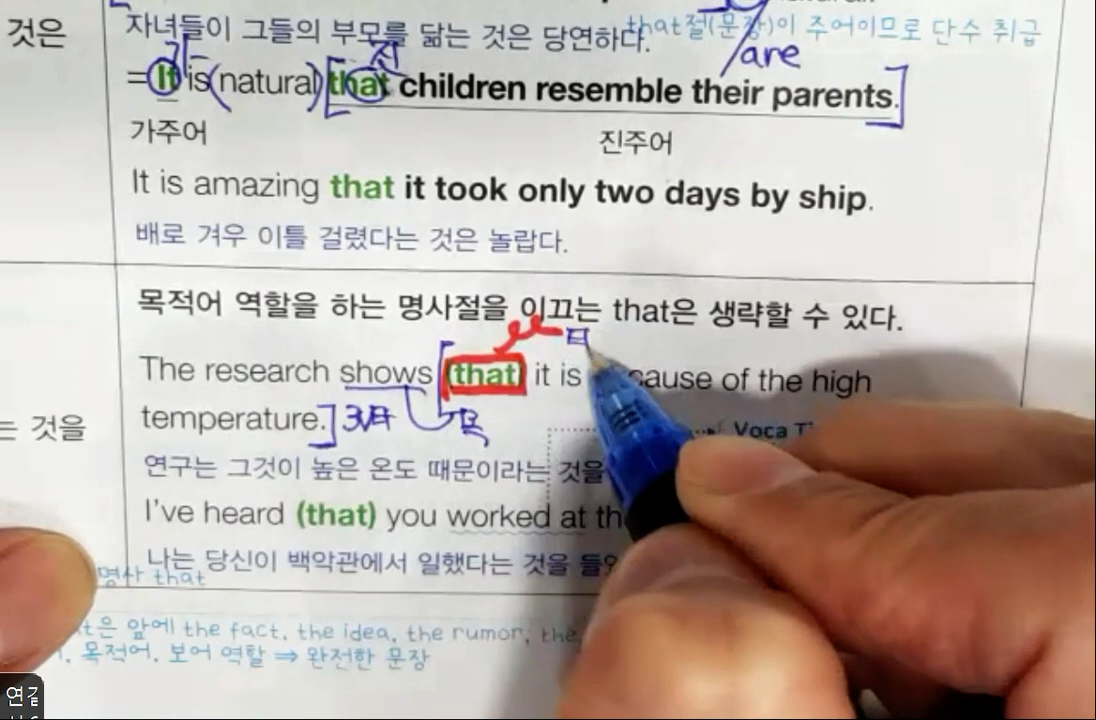 that절(문장)이 주어이므로 단수 취급
것은
자녀들이 그들의 부모를 닮는 것은 당연하다.
/are
=It is (natural) [that children resemble their parents.]
가주어 진주어
It is amazing that it took only two days by ship.
배로 겨우 이틀 걸렸다는 것은 놀랍다.
목적어 역할을 하는 명사절을 이끄는 that은 생략할 수 있다.
The research shows [(that) it is cause of the high
temperature.] 목
는 것을
Voca
연구는 그것이 높은 온도 때문이라는 것을
I've heard (that) you worked at th
나는 당신이 백악관에서 일했다는 것을
명사 that
은 앞에 the fact, the idea, the rumor, the
목적어, 보어 역할 ⇒ 완전한 문장